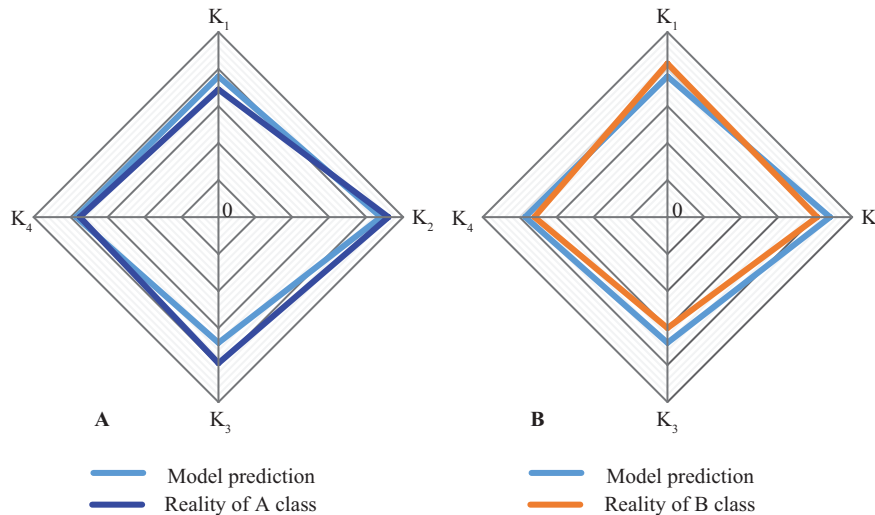 K₁
K₁
0
0
K₄
K₂
K₄
K
A
K₃
B
K₃
Model prediction
Model prediction
Reality of A class
Reality of B class